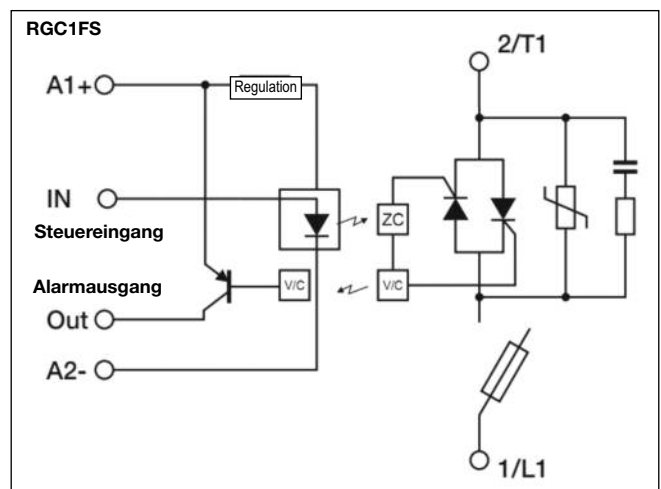 RGC1FS
2/T1
A1+
Regulation
IN
ZC
Steuereingang
Alarmausgang
V/C
V/C
Out
A2-
1/L1